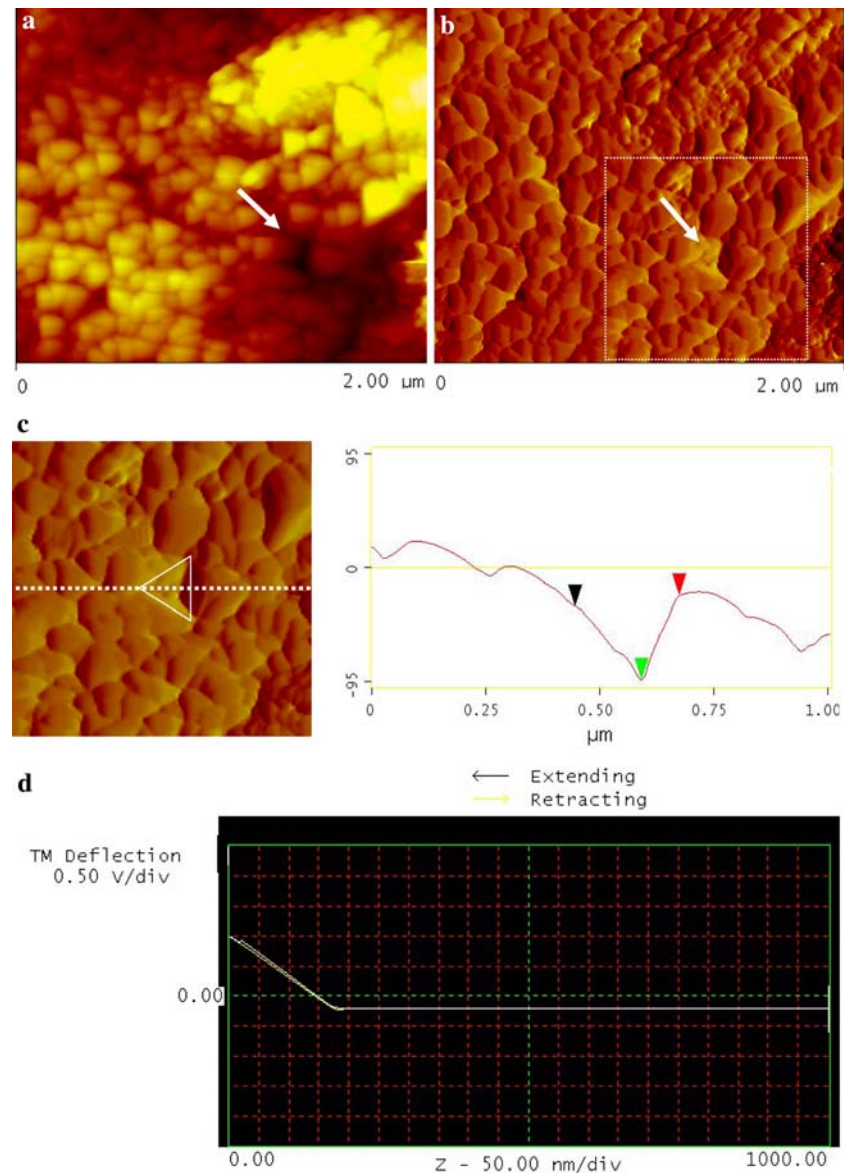 a
b
0
2.00 µm
0
2.00 µm
c
95
0
-95
0
0.25
0.50
0.75
1.00
µm
d
Extending
Retracting
TM Deflection
0.50 V/div
0.00
0.00
1000.00
Z - 50.00 nm/div